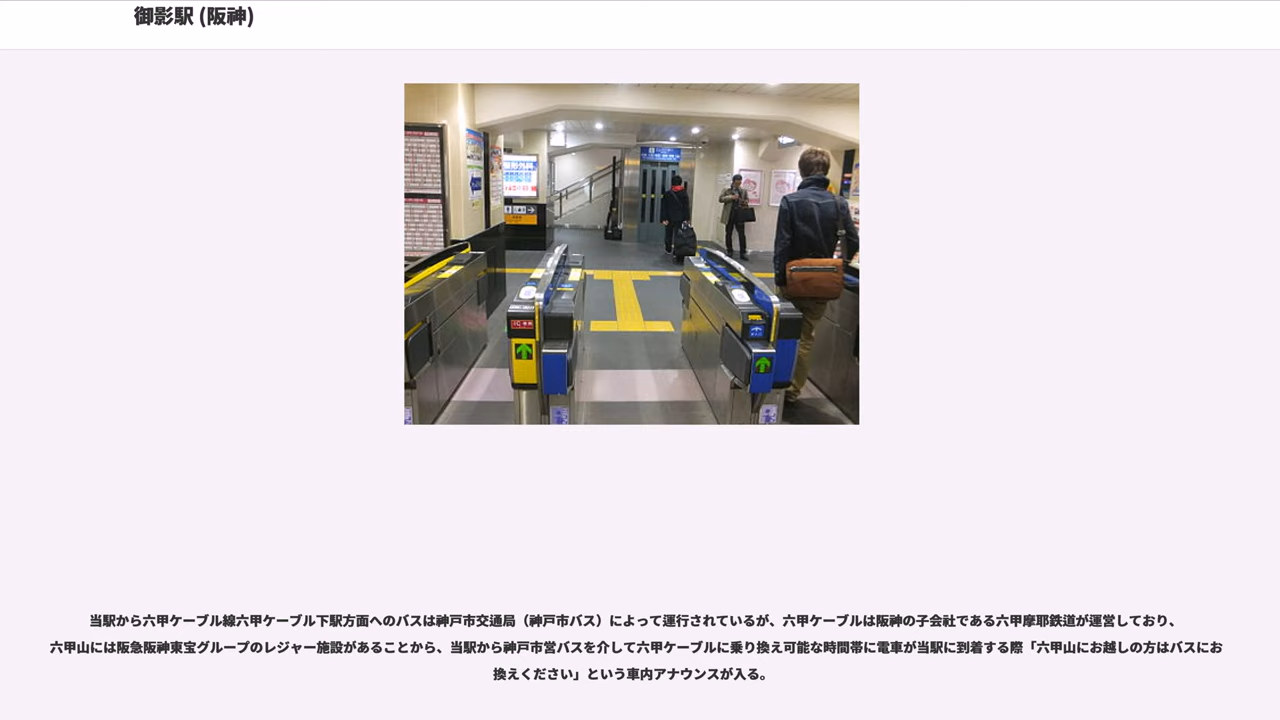 御影駅 (阪神)
当駅から六甲ケーブル線六甲ケーブル下駅方面へのバスは神戸市交通局（神戸市バス）によって運行されているが、六甲ケーブルは阪神の子会社である六甲摩耶鉄道が運営しており、
六甲山には阪急阪神東宝グループのレジャー施設があることから、当駅から神戸市営バスを介して六甲ケーブルに乗り換え可能な時間帯に電車が当駅に到着する際「六甲山にお越しの方はバスにお
換えください」という車内アナウンスが入る。